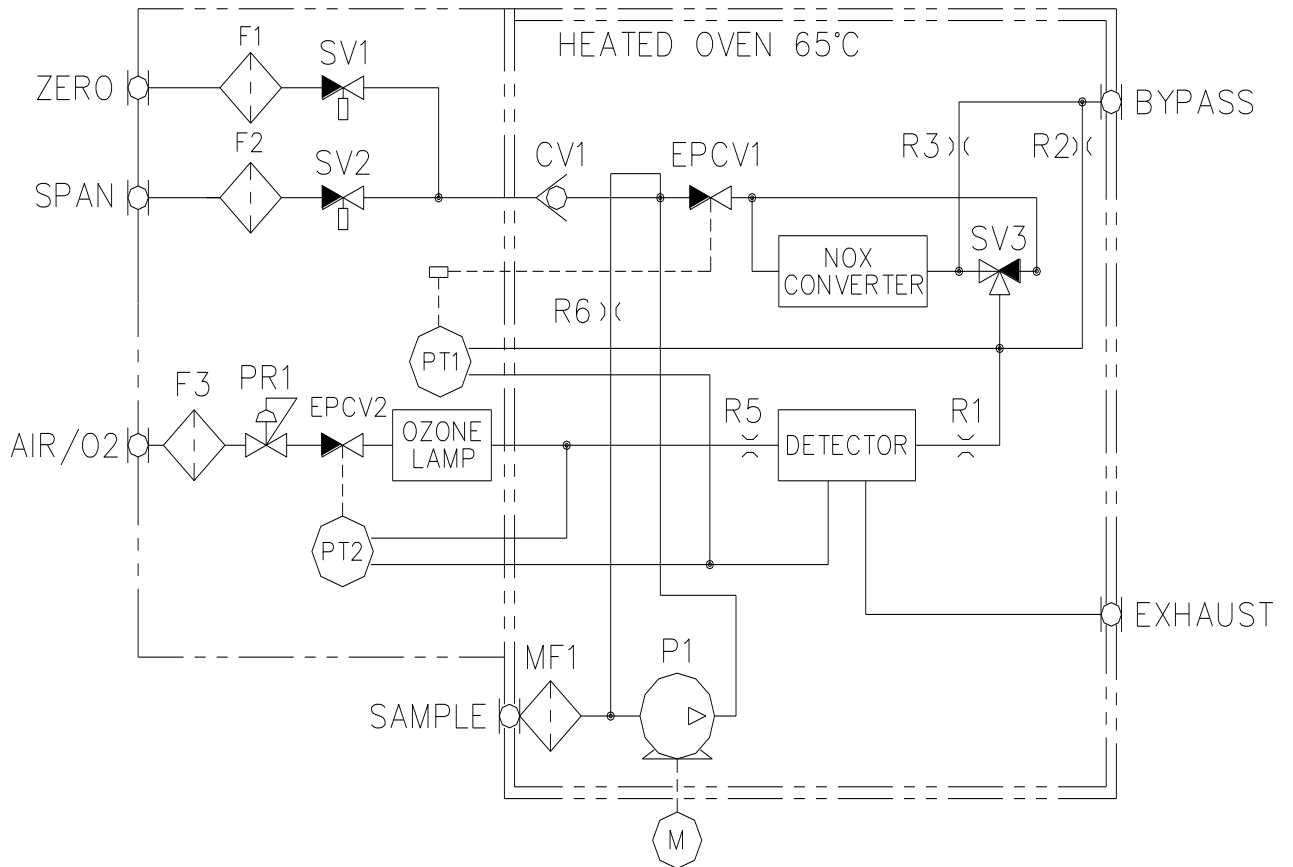 HEATED OVEN 65°C
F1
SV1
ZERO
BYPASS
F2
SV2
CV1
EPCV1
R3
R2
SPAN
SV3
NOX
CONVERTER
R6
PT1
F3
PR1
EPCV2
R5
R1
AIR/O2
OZONE
LAMP
DETECTOR
PT2
EXHAUST
MF1
P1
SAMPLE
M